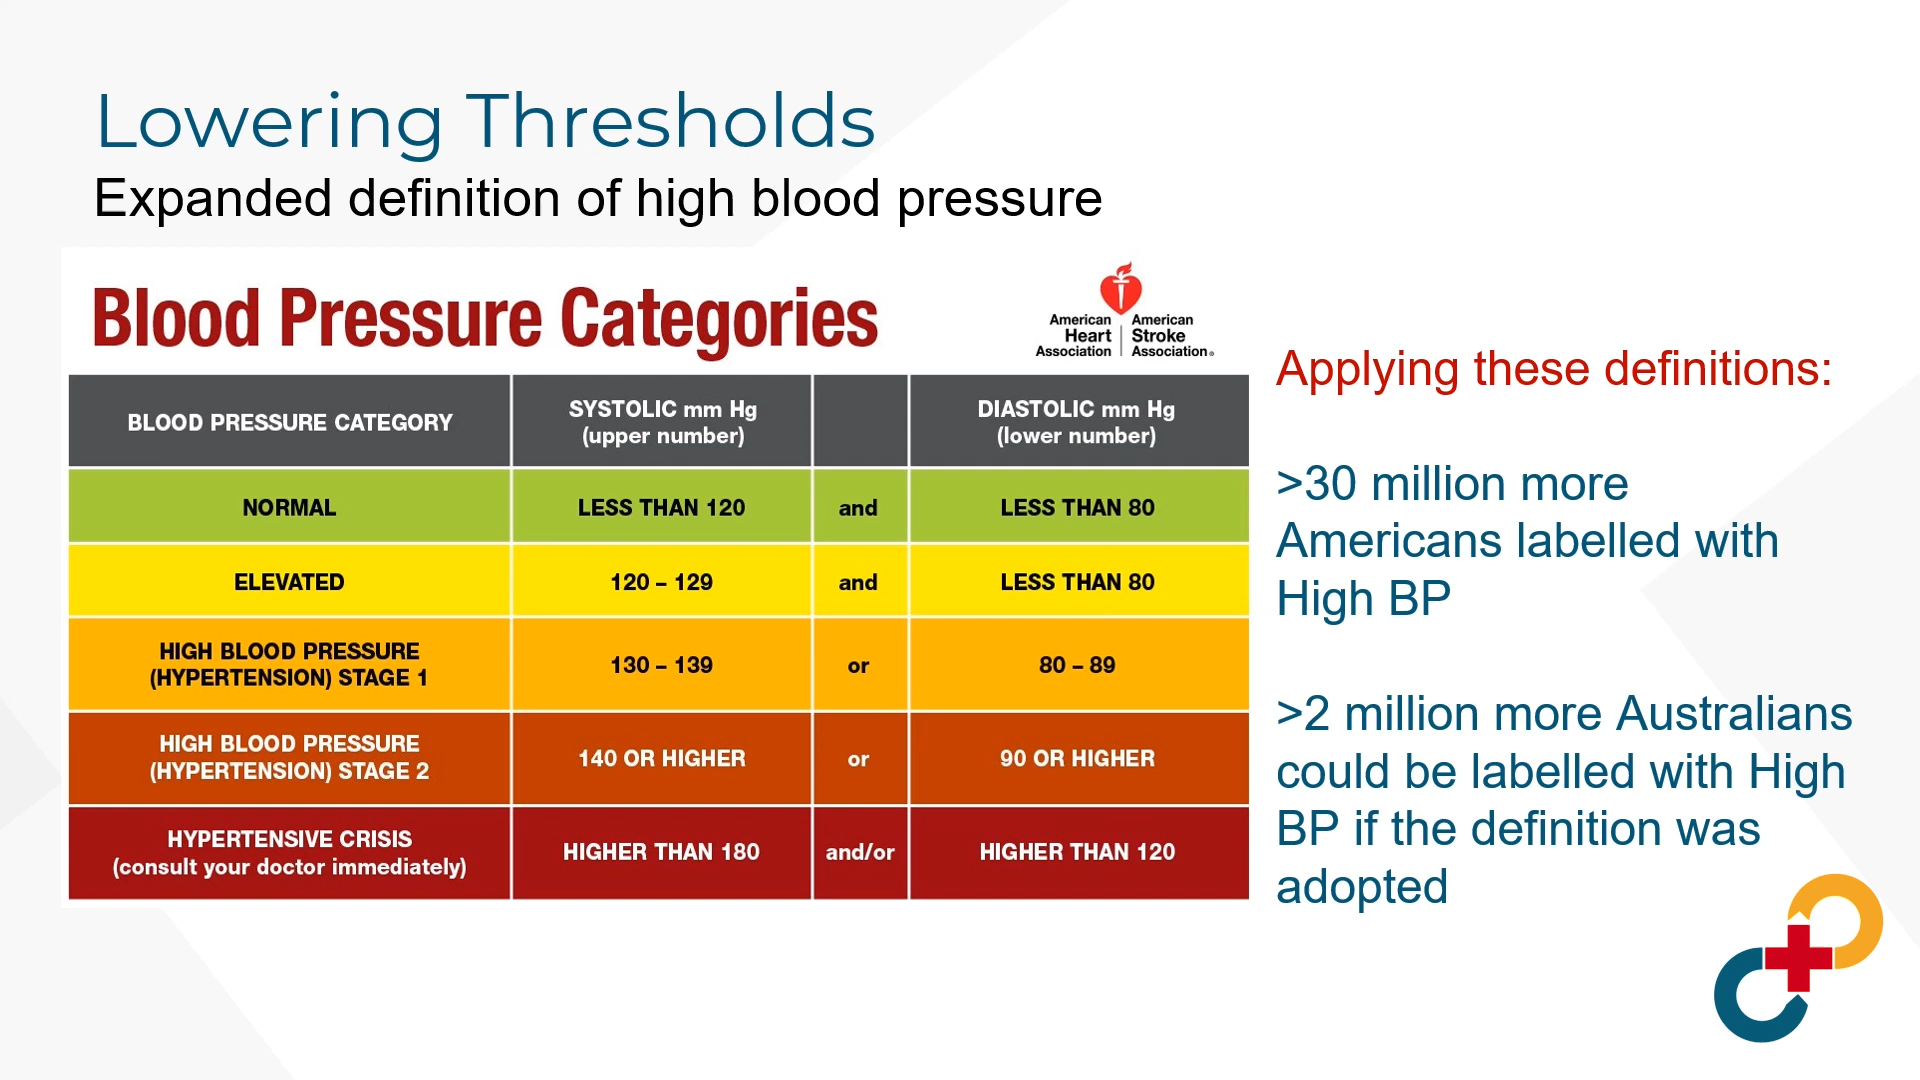 Lowering Thresholds
Expanded definition of high blood pressure
Blood Pressure Categories
American Heart Association | American Stroke Association®
BLOOD PRESSURE CATEGORY
SYSTOLIC mm Hg
(upper number)
DIASTOLIC mm Hg
(lower number)
NORMAL
LESS THAN 120
and
LESS THAN 80
ELEVATED
120 – 129
and
LESS THAN 80
HIGH BLOOD PRESSURE
(HYPERTENSION) STAGE 1
130 – 139
or
80 – 89
HIGH BLOOD PRESSURE
(HYPERTENSION) STAGE 2
140 OR HIGHER
or
90 OR HIGHER
HYPERTENSIVE CRISIS
(consult your doctor immediately)
HIGHER THAN 180
and/or
HIGHER THAN 120
Applying these definitions:
>30 million more
Americans labelled with
High BP
>2 million more Australians
could be labelled with High
BP if the definition was
adopted